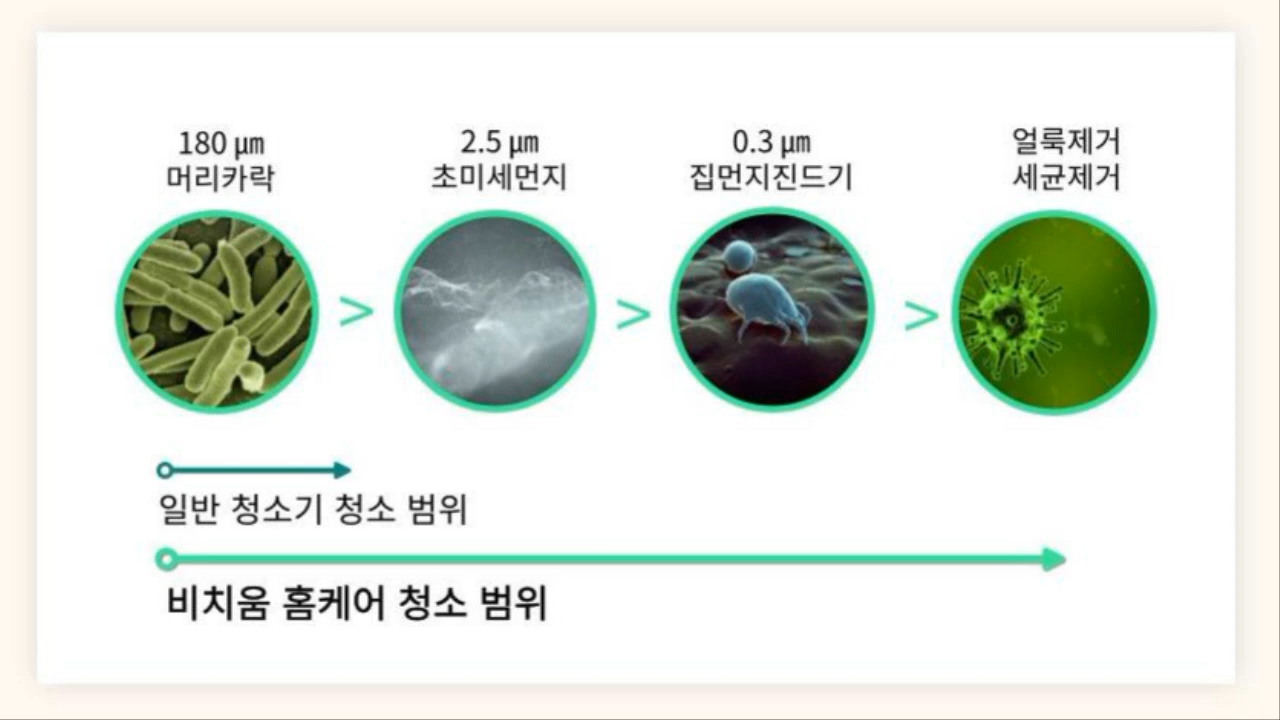 180 μm
머리카락
2.5 μm
초미세먼지
0.3 μm
집먼지진드기
얼룩제거
세균제거
>
>
>
일반 청소기 청소 범위
비치움 홈케어 청소 범위